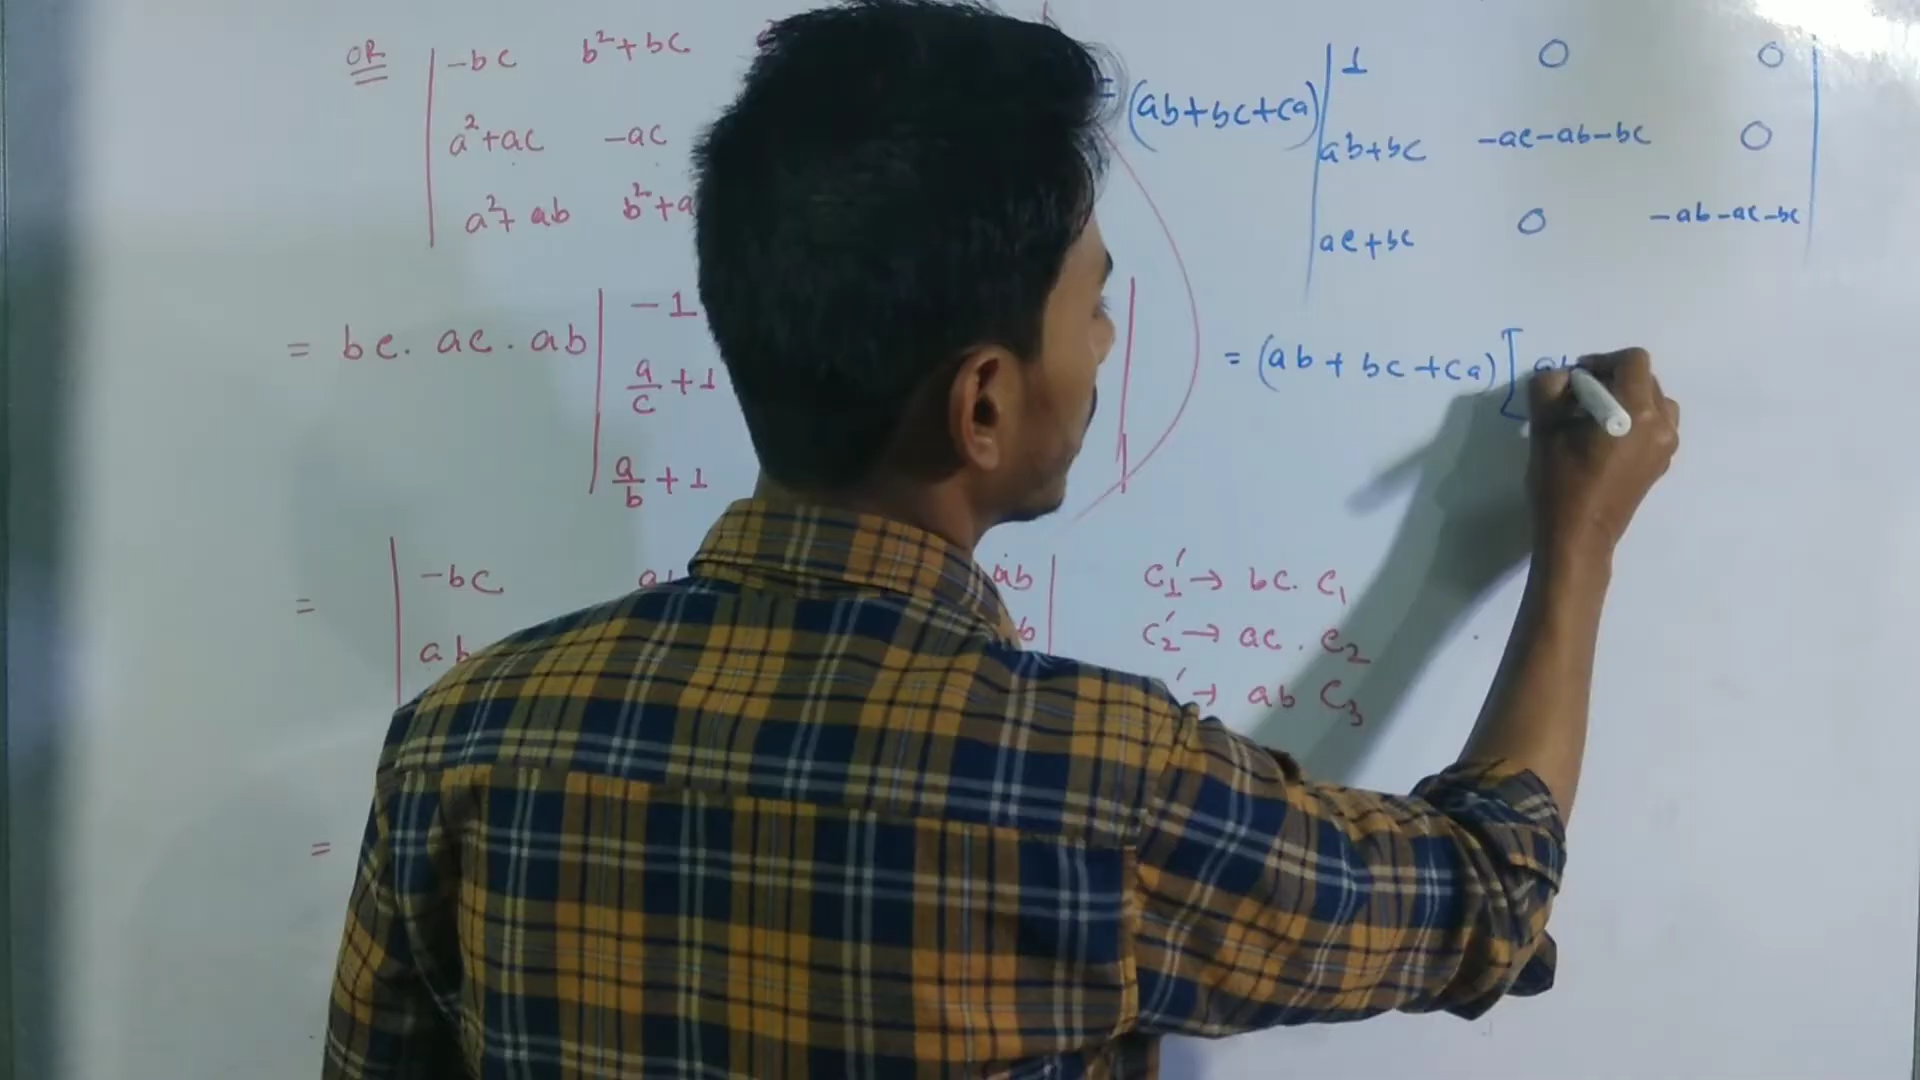 OR -bc b²+bc
a²+ac -ac
a²+ab b²+a
= bc. ac. ab -1
a/c +1
a/b +1
= -bc ab
ab b
=
= (ab+bc+ca) 1 0 0
ab+bc -ac-ab-bc 0
ac+bc 0 -ab-ac-bc
= (ab+bc+ca) [
C₁′→ bc. C₁
C₂′→ ac. C₂
′→ ab C₃